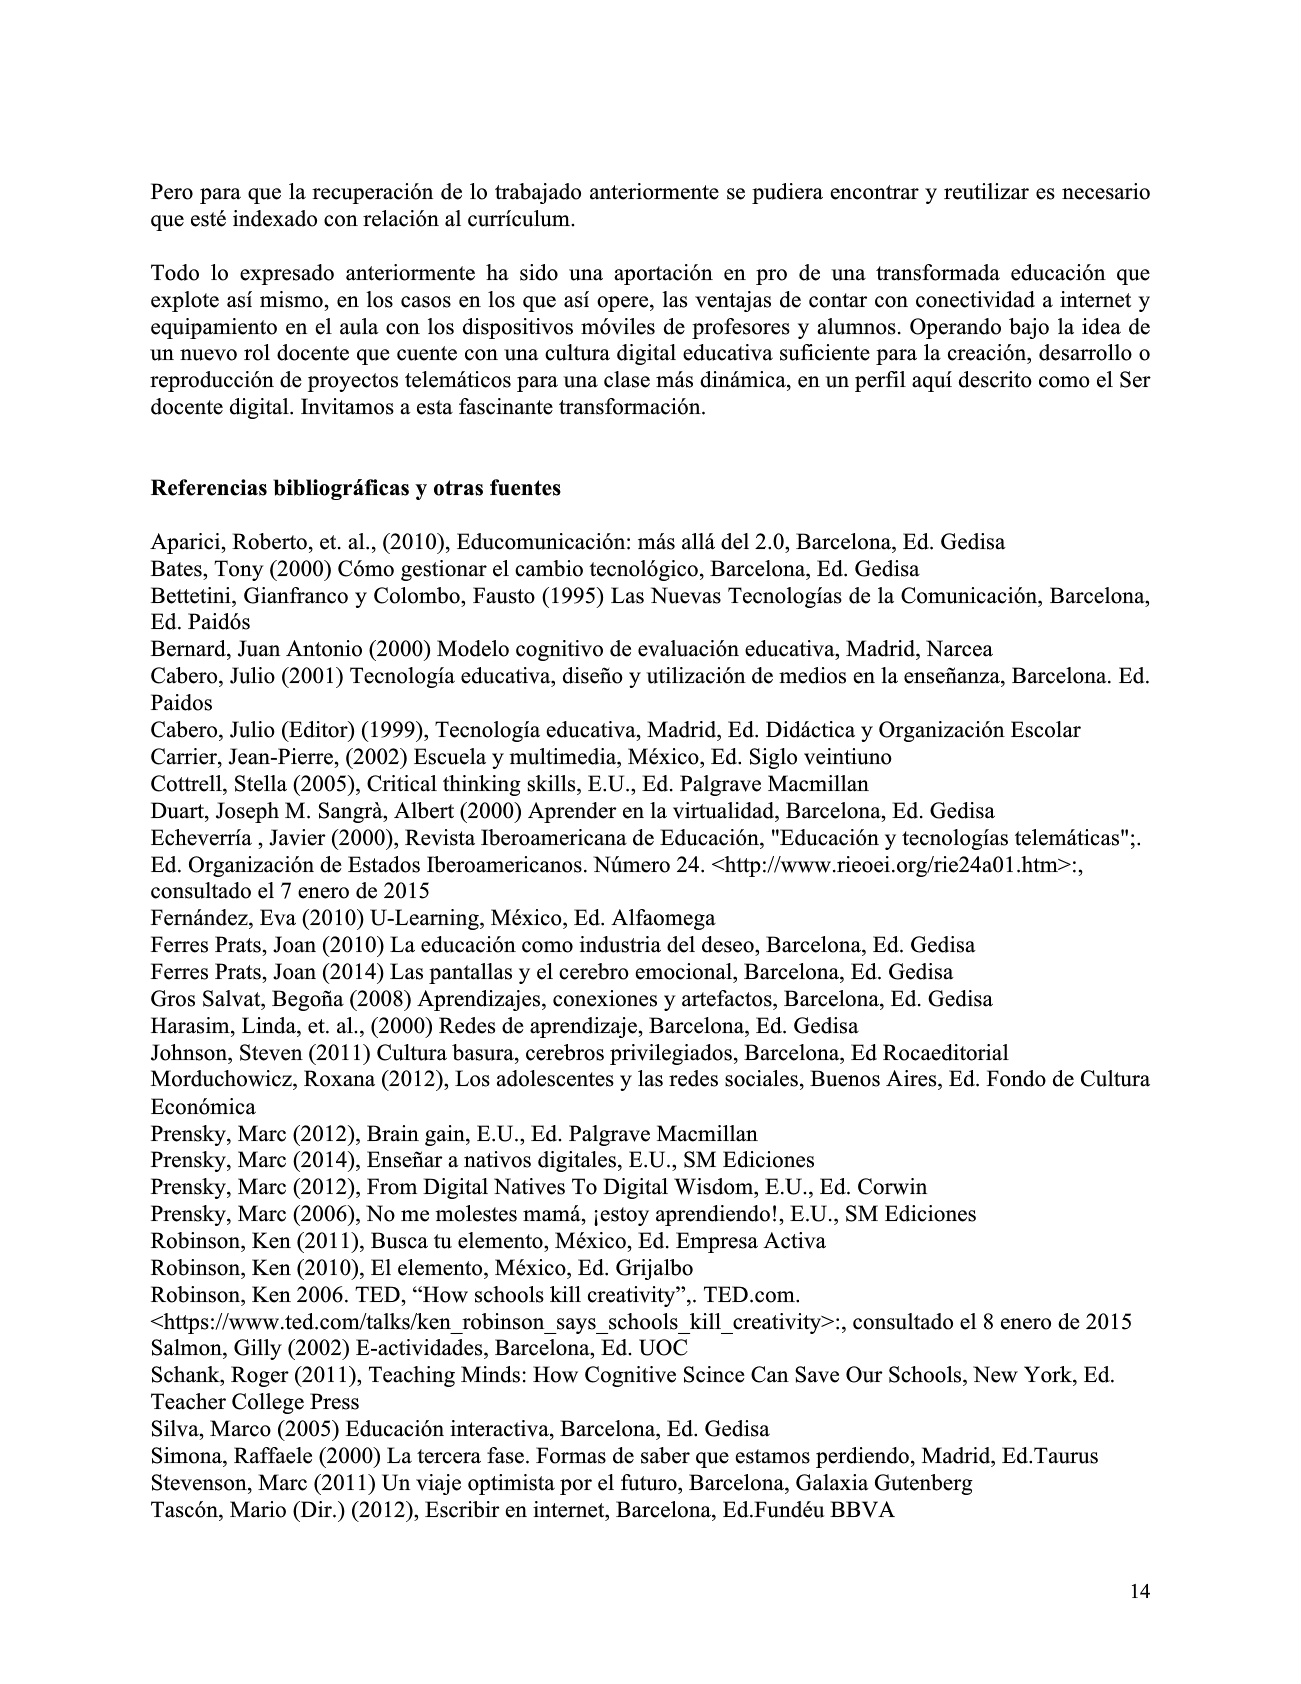 Pero para que la recuperación de lo trabajado anteriormente se pudiera encontrar y reutilizar es necesario
que esté indexado con relación al currículum.
Todo lo expresado anteriormente ha sido una aportación en pro de una transformada educación que
explote así mismo, en los casos en los que así opere, las ventajas de contar con conectividad a internet y
equipamiento en el aula con los dispositivos móviles de profesores y alumnos. Operando bajo la idea de
un nuevo rol docente que cuente con una cultura digital educativa suficiente para la creación, desarrollo o
reproducción de proyectos telemáticos para una clase más dinámica, en un perfil aquí descrito como el Ser
docente digital. Invitamos a esta fascinante transformación.
Referencias bibliográficas y otras fuentes
Aparici, Roberto, et. al., (2010), Educomunicación: más allá del 2.0, Barcelona, Ed. Gedisa
Bates, Tony (2000) Cómo gestionar el cambio tecnológico, Barcelona, Ed. Gedisa
Bettetini, Gianfranco y Colombo, Fausto (1995) Las Nuevas Tecnologías de la Comunicación, Barcelona,
Ed. Paidós
Bernard, Juan Antonio (2000) Modelo cognitivo de evaluación educativa, Madrid, Narcea
Cabero, Julio (2001) Tecnología educativa, diseño y utilización de medios en la enseñanza, Barcelona. Ed.
Paidos
Cabero, Julio (Editor) (1999), Tecnología educativa, Madrid, Ed. Didáctica y Organización Escolar
Carrier, Jean-Pierre, (2002) Escuela y multimedia, México, Ed. Siglo veintiuno
Cottrell, Stella (2005), Critical thinking skills, E.U., Ed. Palgrave Macmillan
Duart, Joseph M. Sangrà, Albert (2000) Aprender en la virtualidad, Barcelona, Ed. Gedisa
Echeverría , Javier (2000), Revista Iberoamericana de Educación, "Educación y tecnologías telemáticas";.
Ed. Organización de Estados Iberoamericanos. Número 24. <http://www.rieoei.org/rie24a01.htm>:,
consultado el 7 enero de 2015
Fernández, Eva (2010) U-Learning, México, Ed. Alfaomega
Ferres Prats, Joan (2010) La educación como industria del deseo, Barcelona, Ed. Gedisa
Ferres Prats, Joan (2014) Las pantallas y el cerebro emocional, Barcelona, Ed. Gedisa
Gros Salvat, Begoña (2008) Aprendizajes, conexiones y artefactos, Barcelona, Ed. Gedisa
Harasim, Linda, et. al., (2000) Redes de aprendizaje, Barcelona, Ed. Gedisa
Johnson, Steven (2011) Cultura basura, cerebros privilegiados, Barcelona, Ed Rocaeditorial
Morduchowicz, Roxana (2012), Los adolescentes y las redes sociales, Buenos Aires, Ed. Fondo de Cultura
Económica
Prensky, Marc (2012), Brain gain, E.U., Ed. Palgrave Macmillan
Prensky, Marc (2014), Enseñar a nativos digitales, E.U., SM Ediciones
Prensky, Marc (2012), From Digital Natives To Digital Wisdom, E.U., Ed. Corwin
Prensky, Marc (2006), No me molestes mamá, ¡estoy aprendiendo!, E.U., SM Ediciones
Robinson, Ken (2011), Busca tu elemento, México, Ed. Empresa Activa
Robinson, Ken (2010), El elemento, México, Ed. Grijalbo
Robinson, Ken 2006. TED, “How schools kill creativity”,. TED.com.
<https://www.ted.com/talks/ken_robinson_says_schools_kill_creativity>:, consultado el 8 enero de 2015
Salmon, Gilly (2002) E-actividades, Barcelona, Ed. UOC
Schank, Roger (2011), Teaching Minds: How Cognitive Scince Can Save Our Schools, New York, Ed.
Teacher College Press
Silva, Marco (2005) Educación interactiva, Barcelona, Ed. Gedisa
Simona, Raffaele (2000) La tercera fase. Formas de saber que estamos perdiendo, Madrid, Ed.Taurus
Stevenson, Marc (2011) Un viaje optimista por el futuro, Barcelona, Galaxia Gutenberg
Tascón, Mario (Dir.) (2012), Escribir en internet, Barcelona, Ed.Fundéu BBVA
14